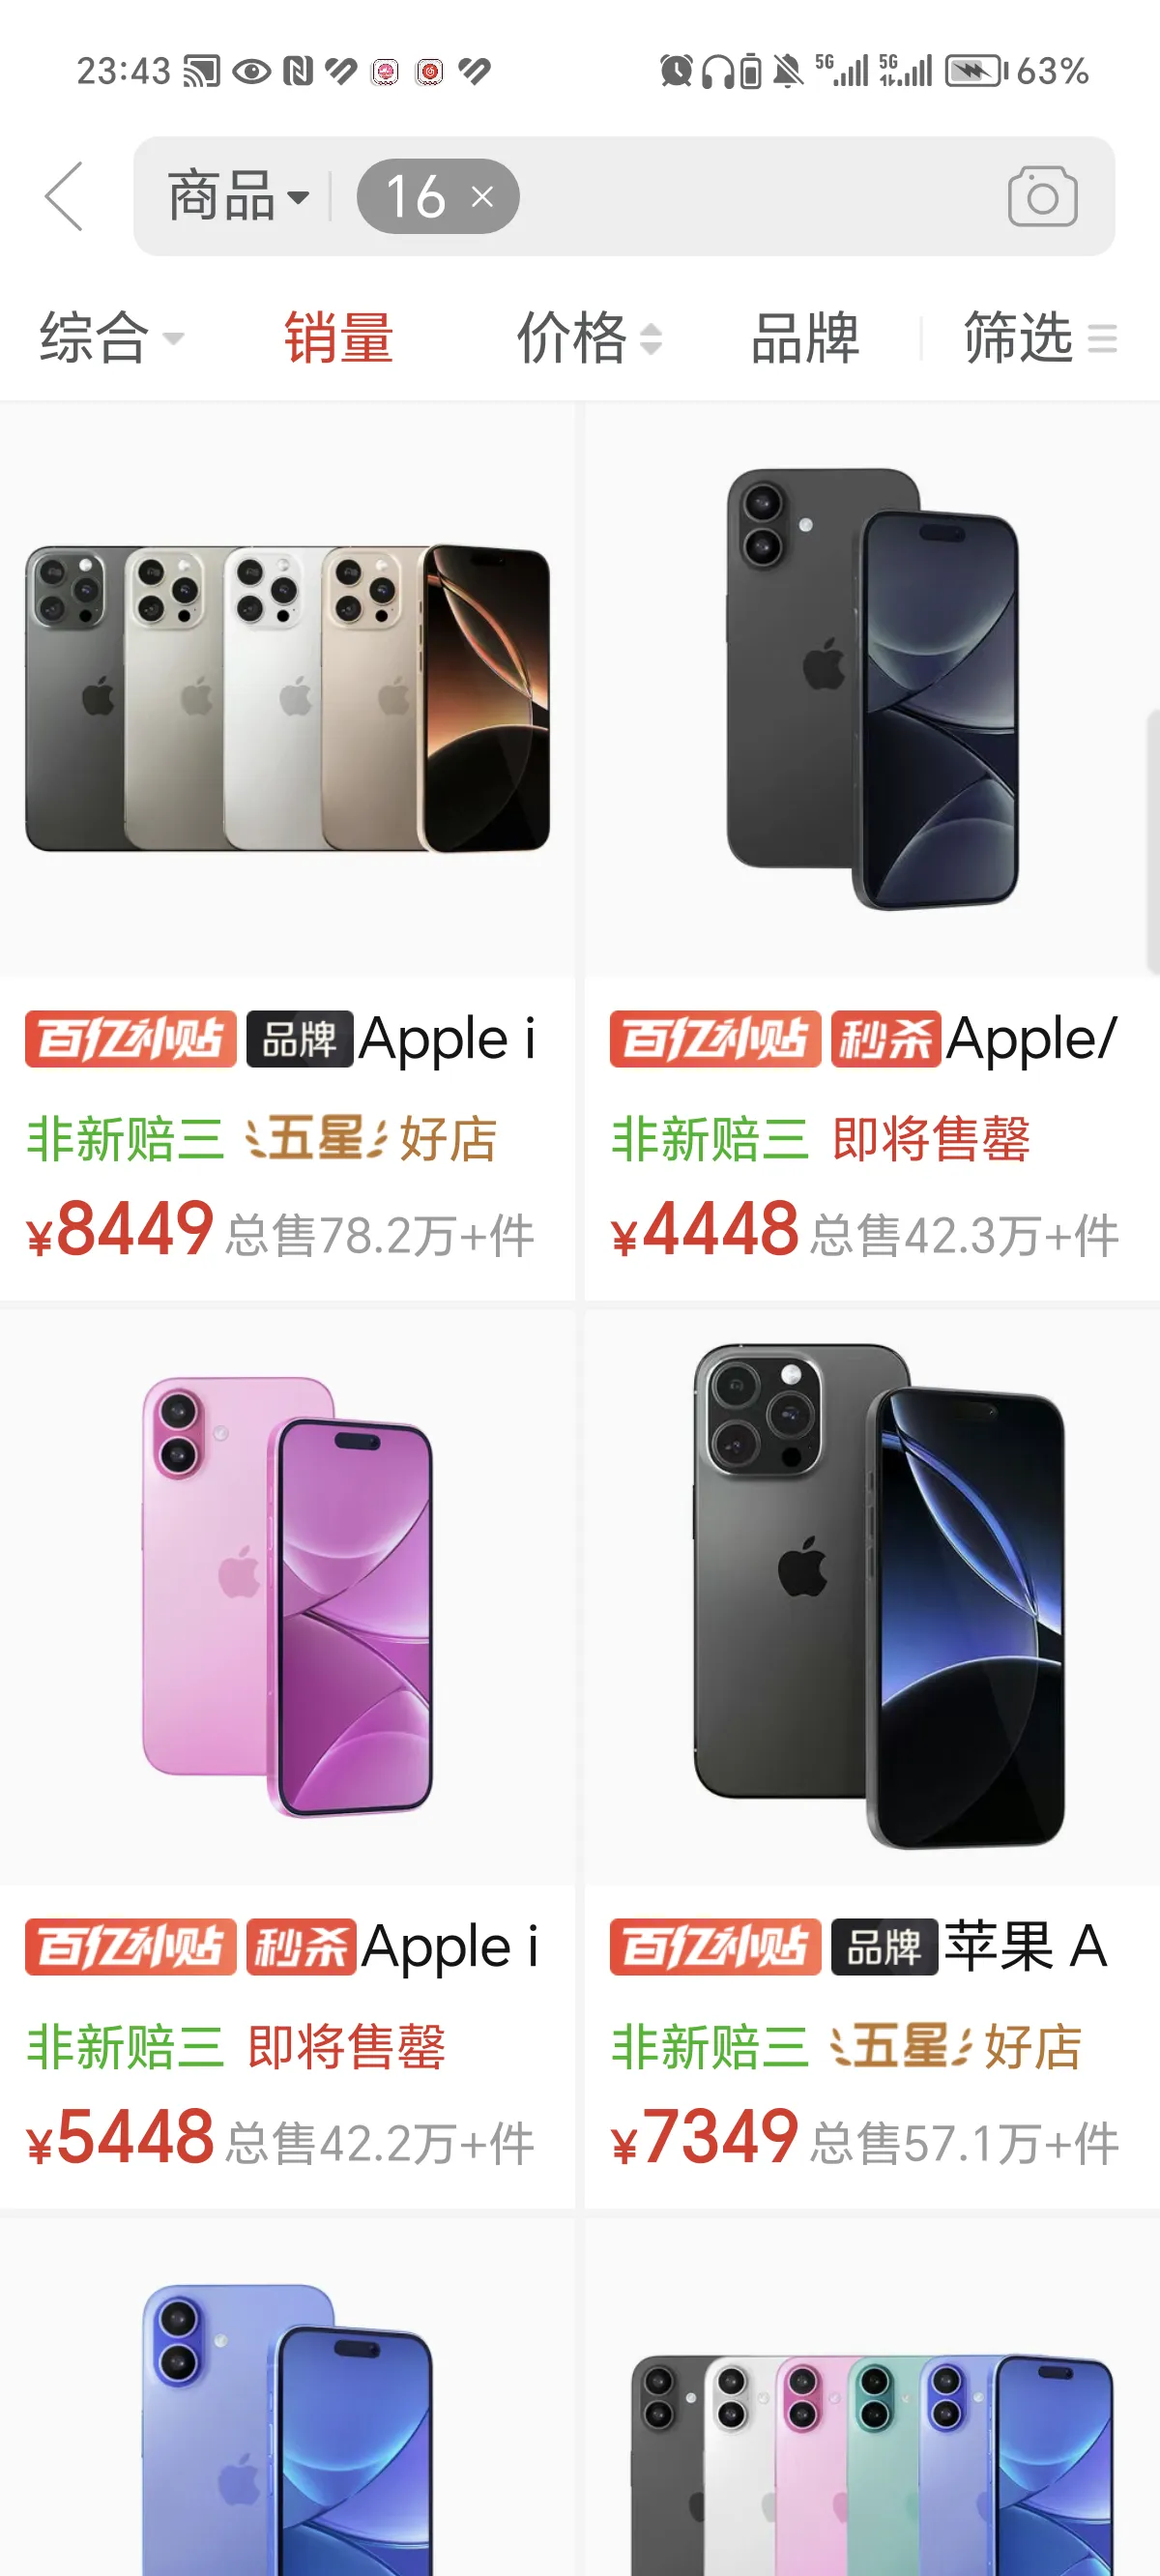 23:43 5G 5G 63%
商品 16 ×
综合 销量 价格 品牌 筛选
百亿补贴 品牌 Apple i
非新赔三 五星好店
¥8449 总售78.2万+件
百亿补贴 秒杀 Apple/
非新赔三 即将售罄
¥4448 总售42.3万+件
百亿补贴 秒杀 Apple i
非新赔三 即将售罄
¥5448 总售42.2万+件
百亿补贴 品牌 苹果 A
非新赔三 五星好店
¥7349 总售57.1万+件